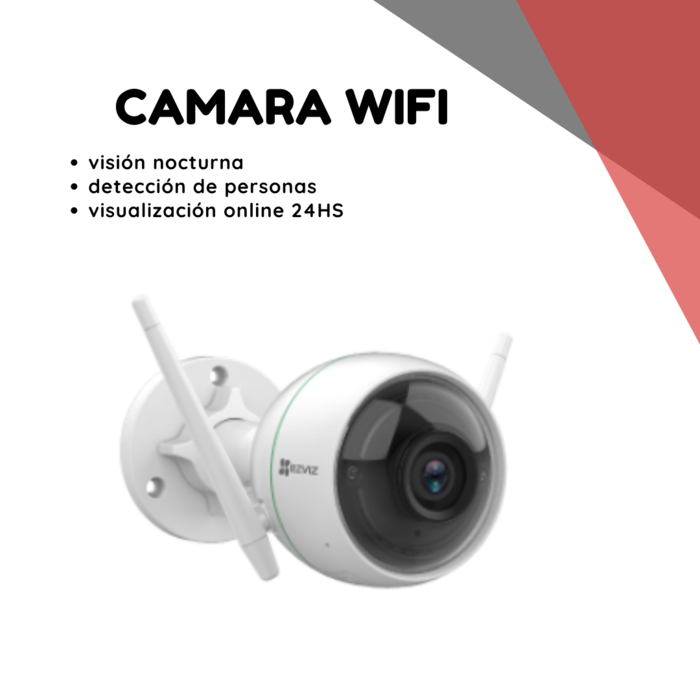 CAMARA WIFI
• visión nocturna
• detección de personas
• visualización online 24HS
EZVIZ